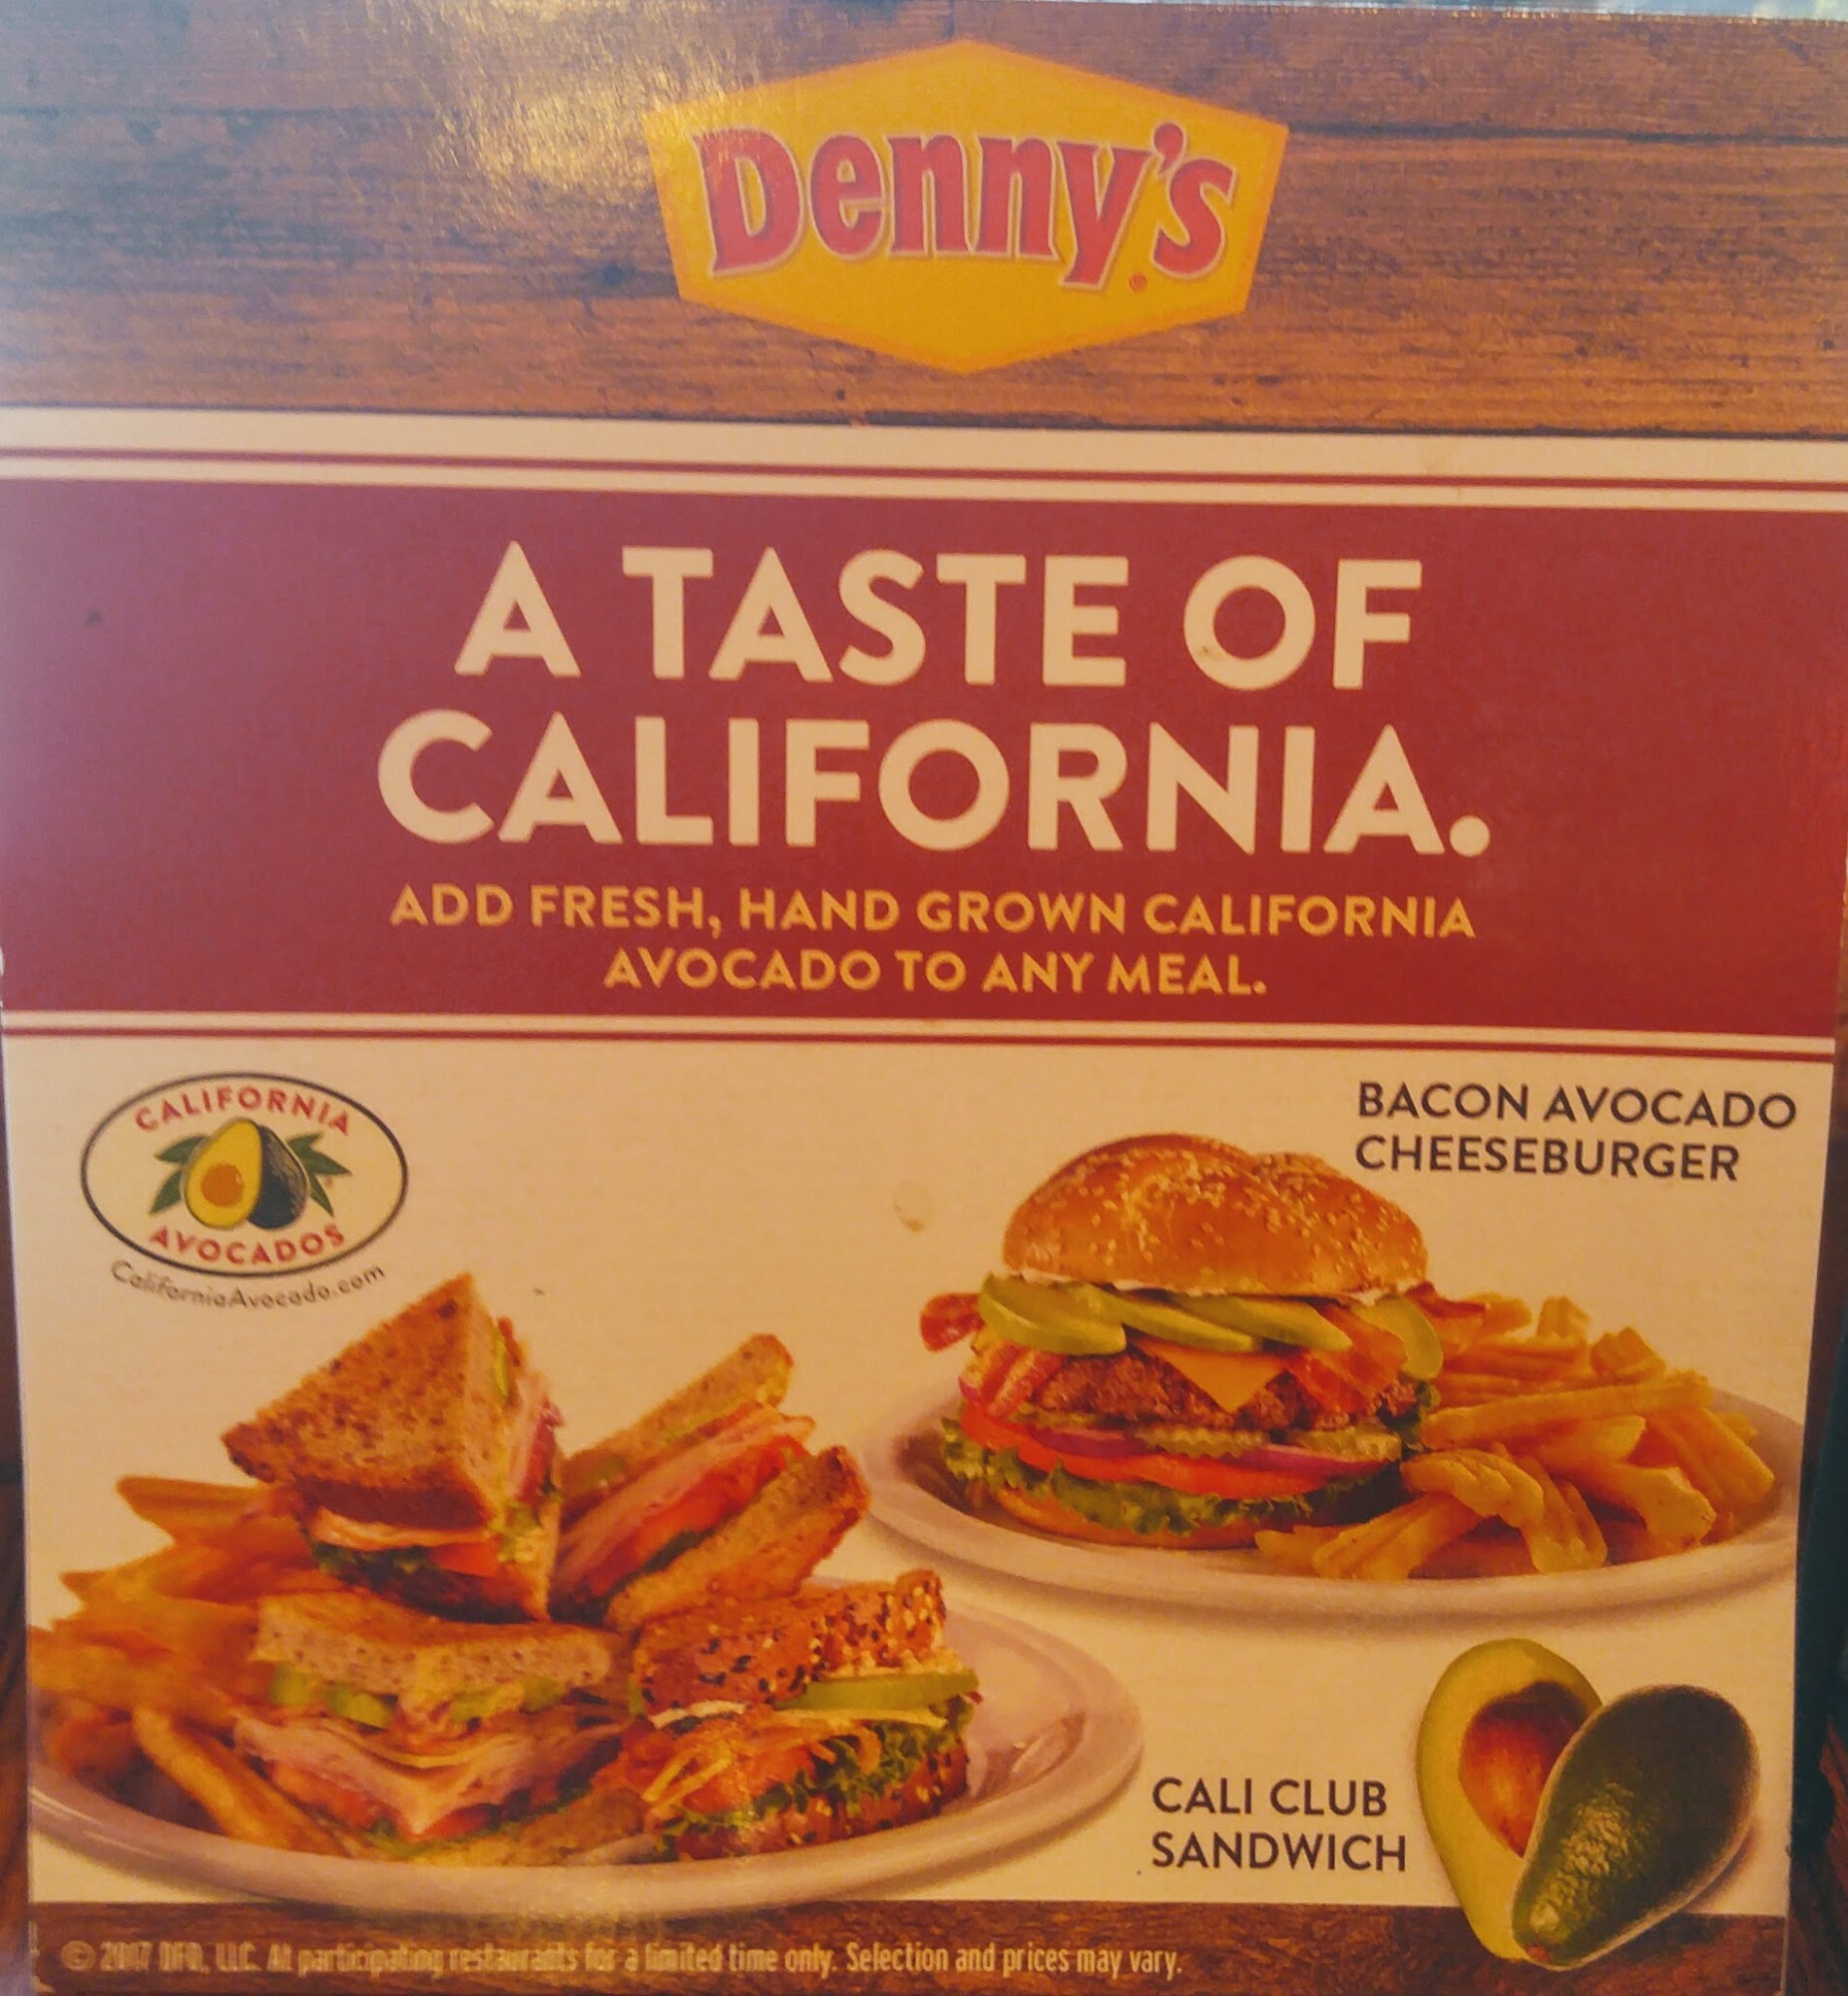 Denny's
A TASTE OF
CALIFORNIA.
ADD FRESH, HAND GROWN CALIFORNIA
AVOCADO TO ANY MEAL.
CALIFORNIA
AVOCADOS
CaliforniaAvocado.com
BACON AVOCADO
CHEESEBURGER
CALI CLUB
SANDWICH
© DFO, LLC. At participating restaurants for a limited time only. Selection and prices may vary.